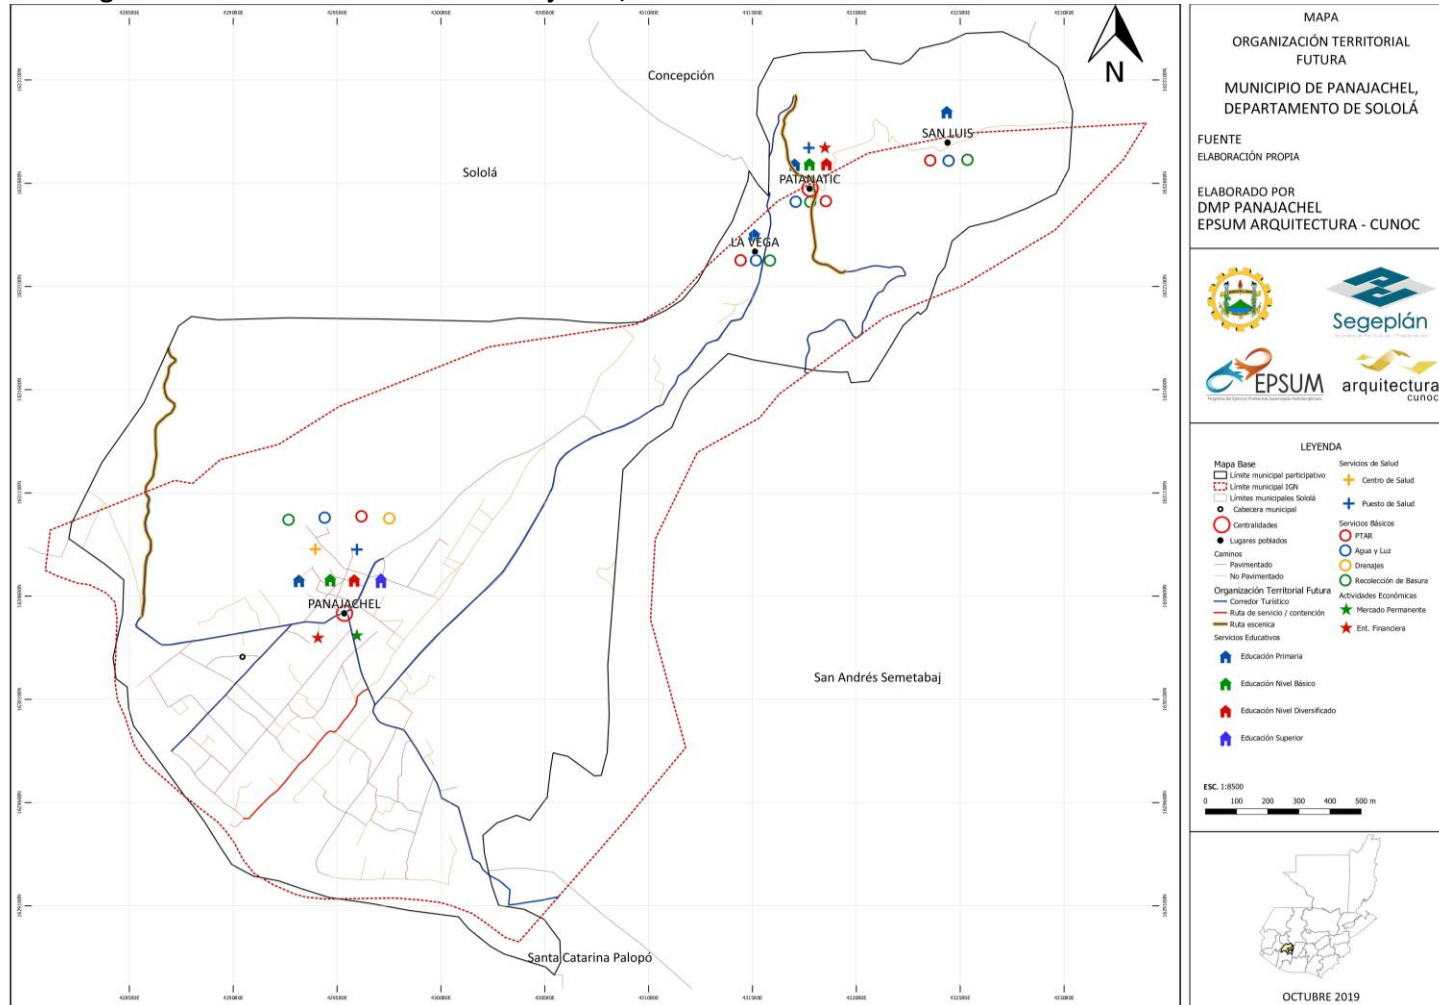 Concepción
Sololá
SAN LUIS
PATANATIC
LA VEGA
PANAJACHEL
San Andrés Semetabaj
Santa Catarina Palopó
N
MAPA
ORGANIZACIÓN TERRITORIAL
FUTURA
MUNICIPIO DE PANAJACHEL,
DEPARTAMENTO DE SOLOLÁ
FUENTE
ELABORACIÓN PROPIA
ELABORADO POR
DMP PANAJACHEL
EPSUM ARQUITECTURA - CUNOC
Segeplán
EPSUM
arquitectura
cunoc
LEYENDA
Mapa Base
Límite municipal participativo
Límite municipal IGN
Límites municipales Sololá
Cabecera municipal
Centralidades
Lugares poblados
Caminos
Pavimentado
No Pavimentado
Organización Territorial Futura
Corredor Turístico
Ruta de servicio / contención
Ruta escenica
Servicios Educativos
Educación Primaria
Educación Nivel Básico
Educación Nivel Diversificado
Educación Superior
Servicios de Salud
Centro de Salud
Puesto de Salud
Servicios Básicos
PTAR
Agua y Luz
Drenajes
Recolección de Basura
Actividades Económicas
Mercado Permanente
Ent. Financiera
ESC. 1:8500
0 100 200 300 400 500 m
OCTUBRE 2019